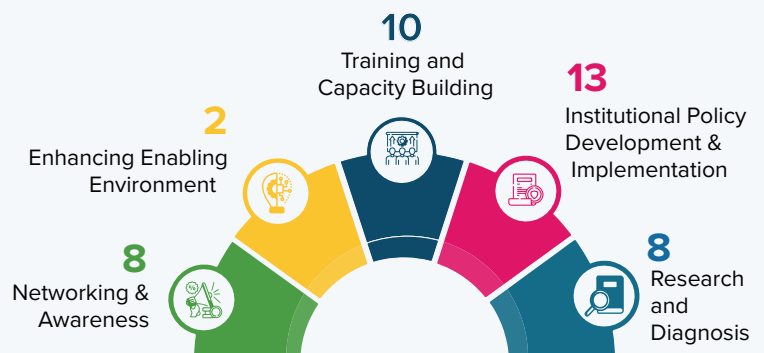 10
Training and
Capacity Building
13
Institutional Policy
Development &
Implementation
2
Enhancing Enabling
Environment
8
Networking &
Awareness
8
Research
and
Diagnosis